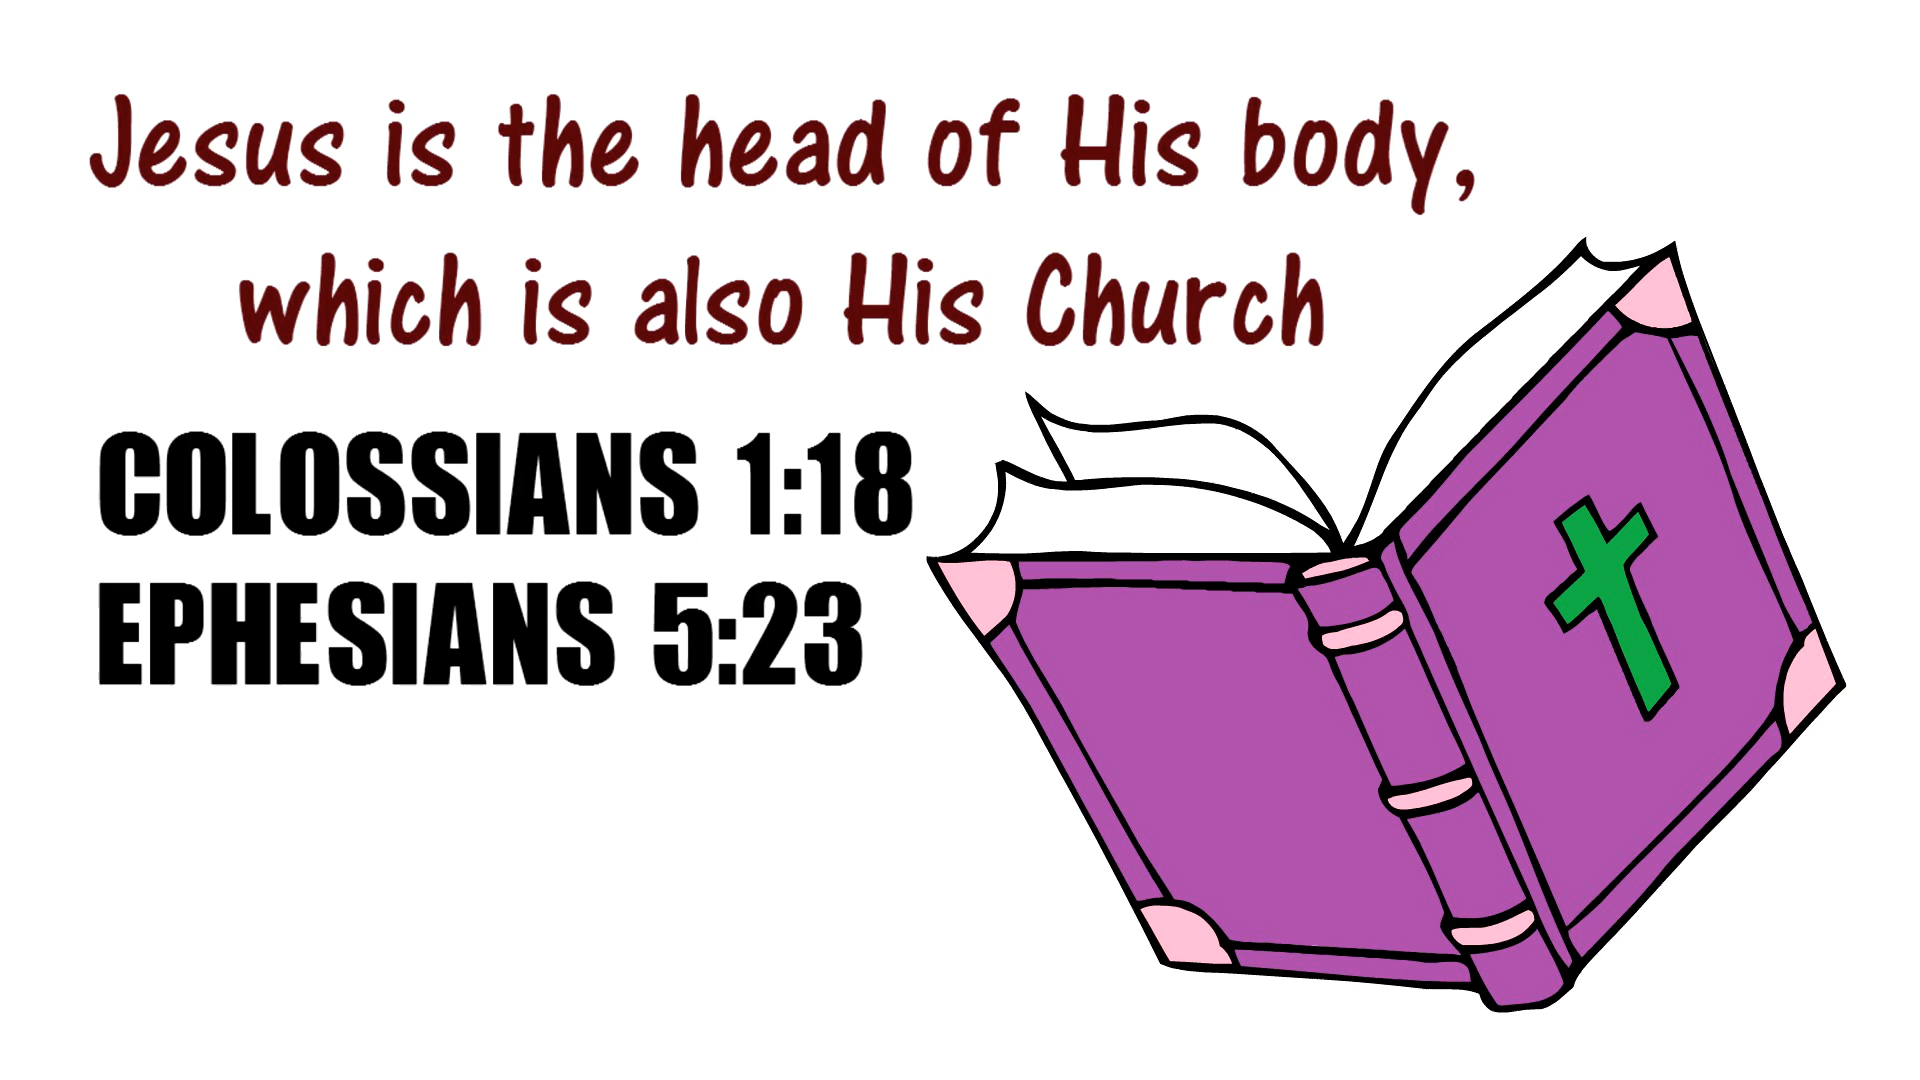 Jesus is the head of His body,
which is also His Church
COLOSSIANS 1:18
EPHESIANS 5:23